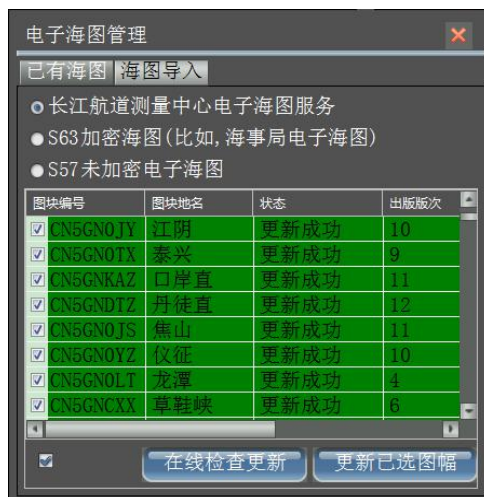 电子海图管理
已有海图 海图导入
长江航道测量中心电子海图服务
S63加密海图(比如,海事局电子海图)
S57未加密电子海图
图块编号 图块地名 状态 出版版次
CN5GN0JY 江阴 更新成功 10
CN5GN0TX 泰兴 更新成功 9
CN5GNKAZ 口岸直 更新成功 11
CN5GNDTZ 丹徒直 更新成功 12
CN5GN0JS 焦山 更新成功 11
CN5GN0YZ 仪征 更新成功 10
CN5GN0LT 龙潭 更新成功 4
CN5GNCXX 草鞋峡 更新成功 6
在线检查更新 更新已选图幅